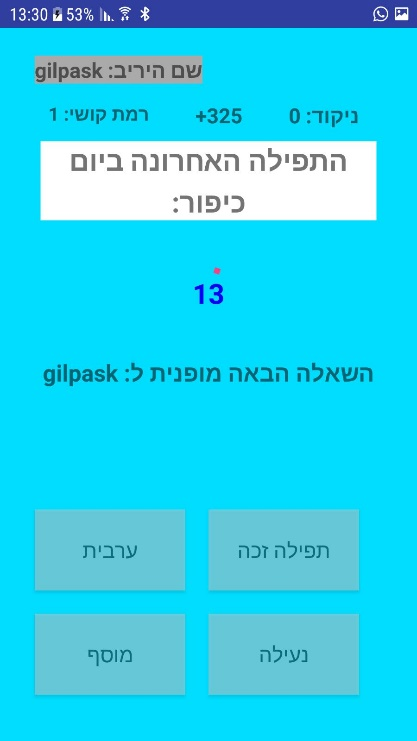 13:30 53%
שם היריב: gilpask
ניקוד: 0 +325 רמת קושי: 1
התפילה האחרונה ביום
כיפור:
13
השאלה הבאה מופנית ל: gilpask
תפילה זכה ערבית
נעילה מוסף